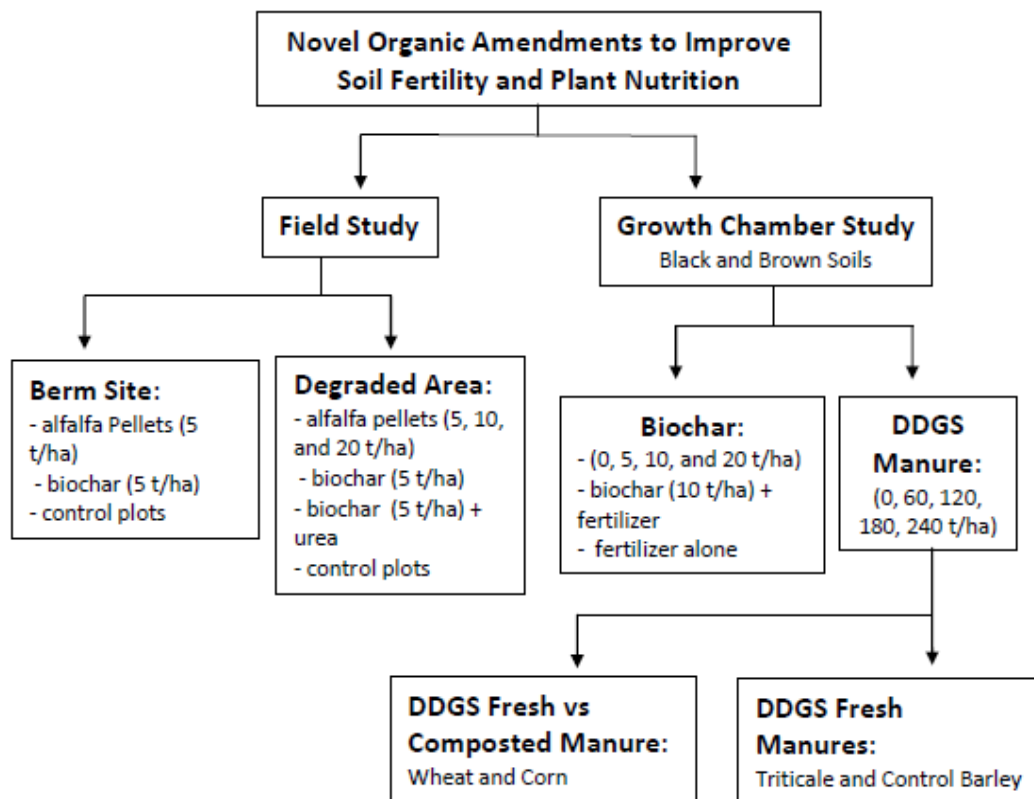 Novel Organic Amendments to Improve
Soil Fertility and Plant Nutrition
Field Study
Growth Chamber Study
Black and Brown Soils
Berm Site:
- alfalfa Pellets (5
t/ha)
- biochar (5 t/ha)
- control plots
Degraded Area:
- alfalfa pellets (5, 10,
and 20 t/ha)
- biochar (5 t/ha)
- biochar (5 t/ha) +
urea
- control plots
Biochar:
- (0, 5, 10, and 20 t/ha)
- biochar (10 t/ha) +
fertilizer
- fertilizer alone
DDGS
Manure:
(0, 60, 120,
180, 240 t/ha)
DDGS Fresh vs
Composted Manure:
Wheat and Corn
DDGS Fresh
Manures:
Triticale and Control Barley